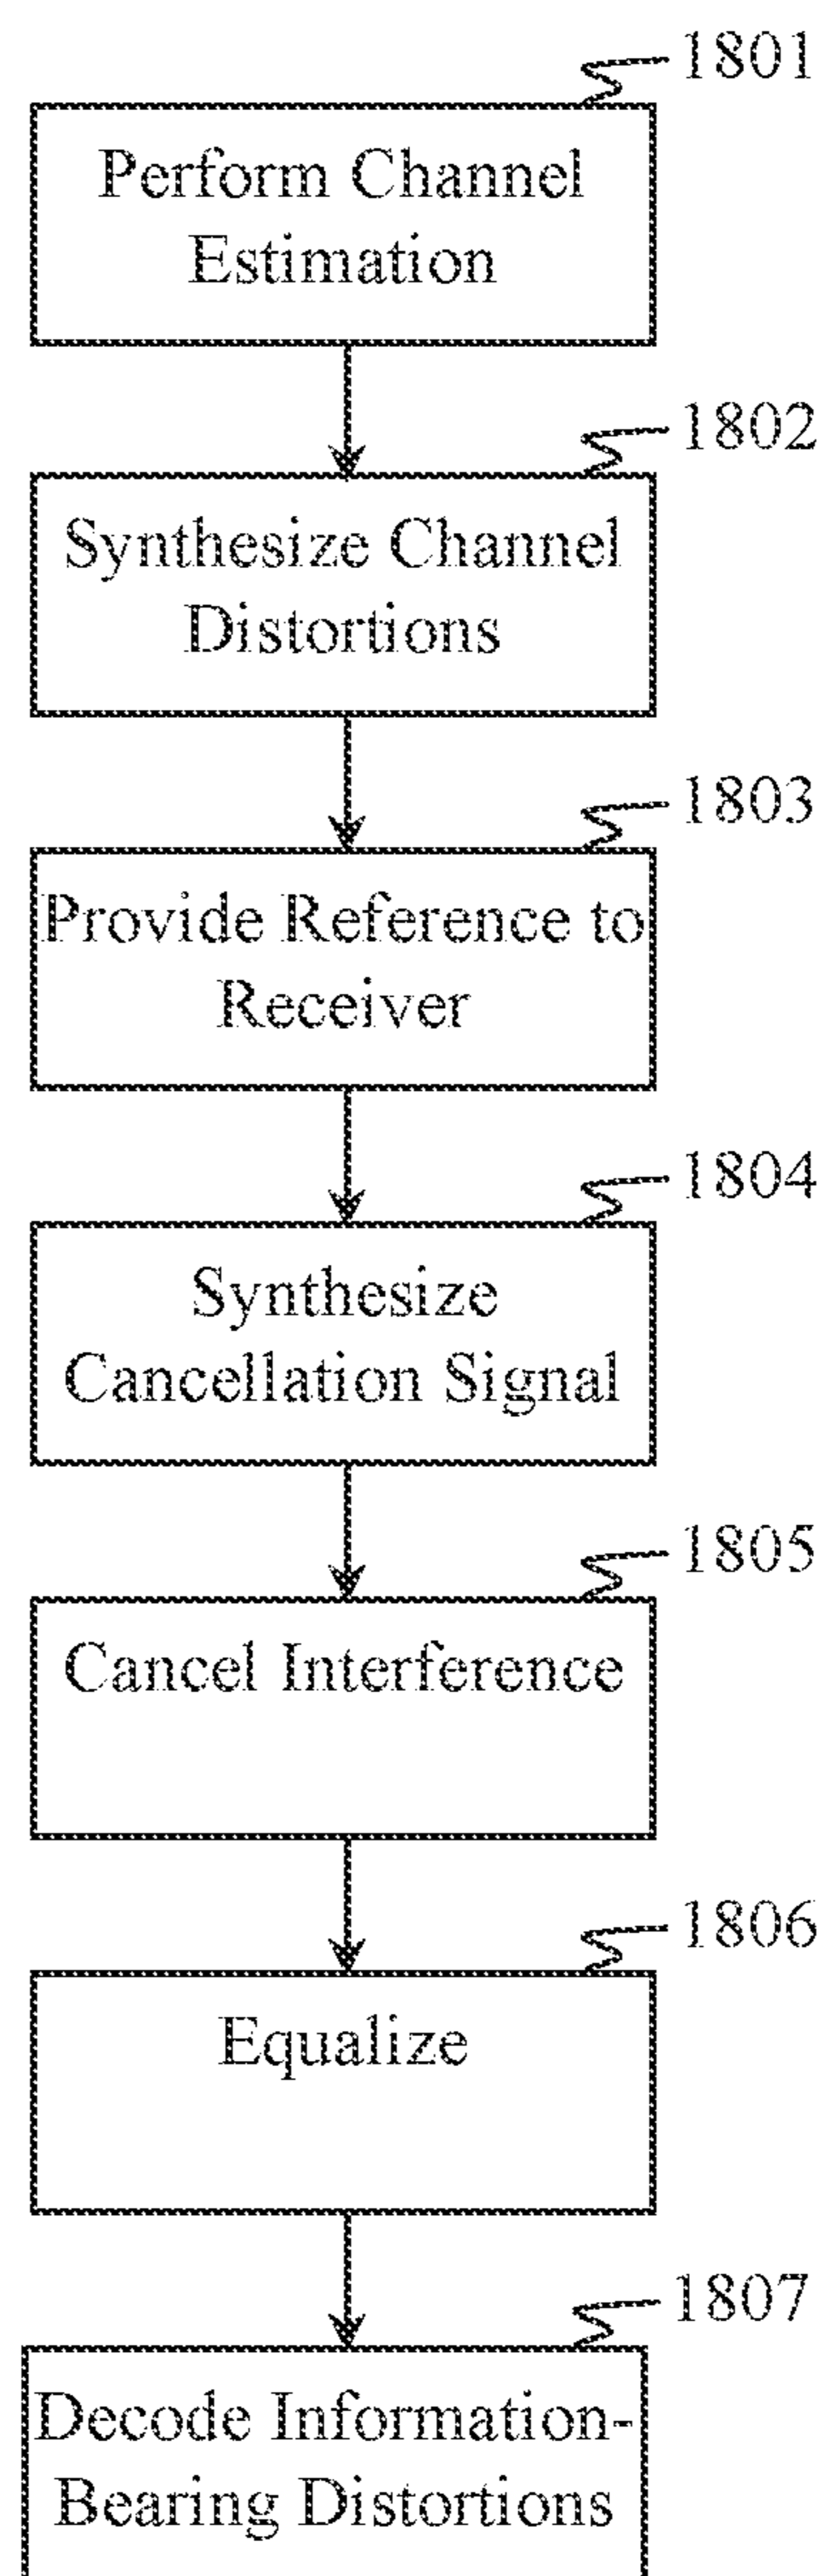 1801
Perform Channel
Estimation
1802
Synthesize Channel
Distortions
1803
Provide Reference to
Receiver
1804
Synthesize
Cancellation Signal
1805
Cancel Interference
1806
Equalize
1807
Decode Information-
Bearing Distortions